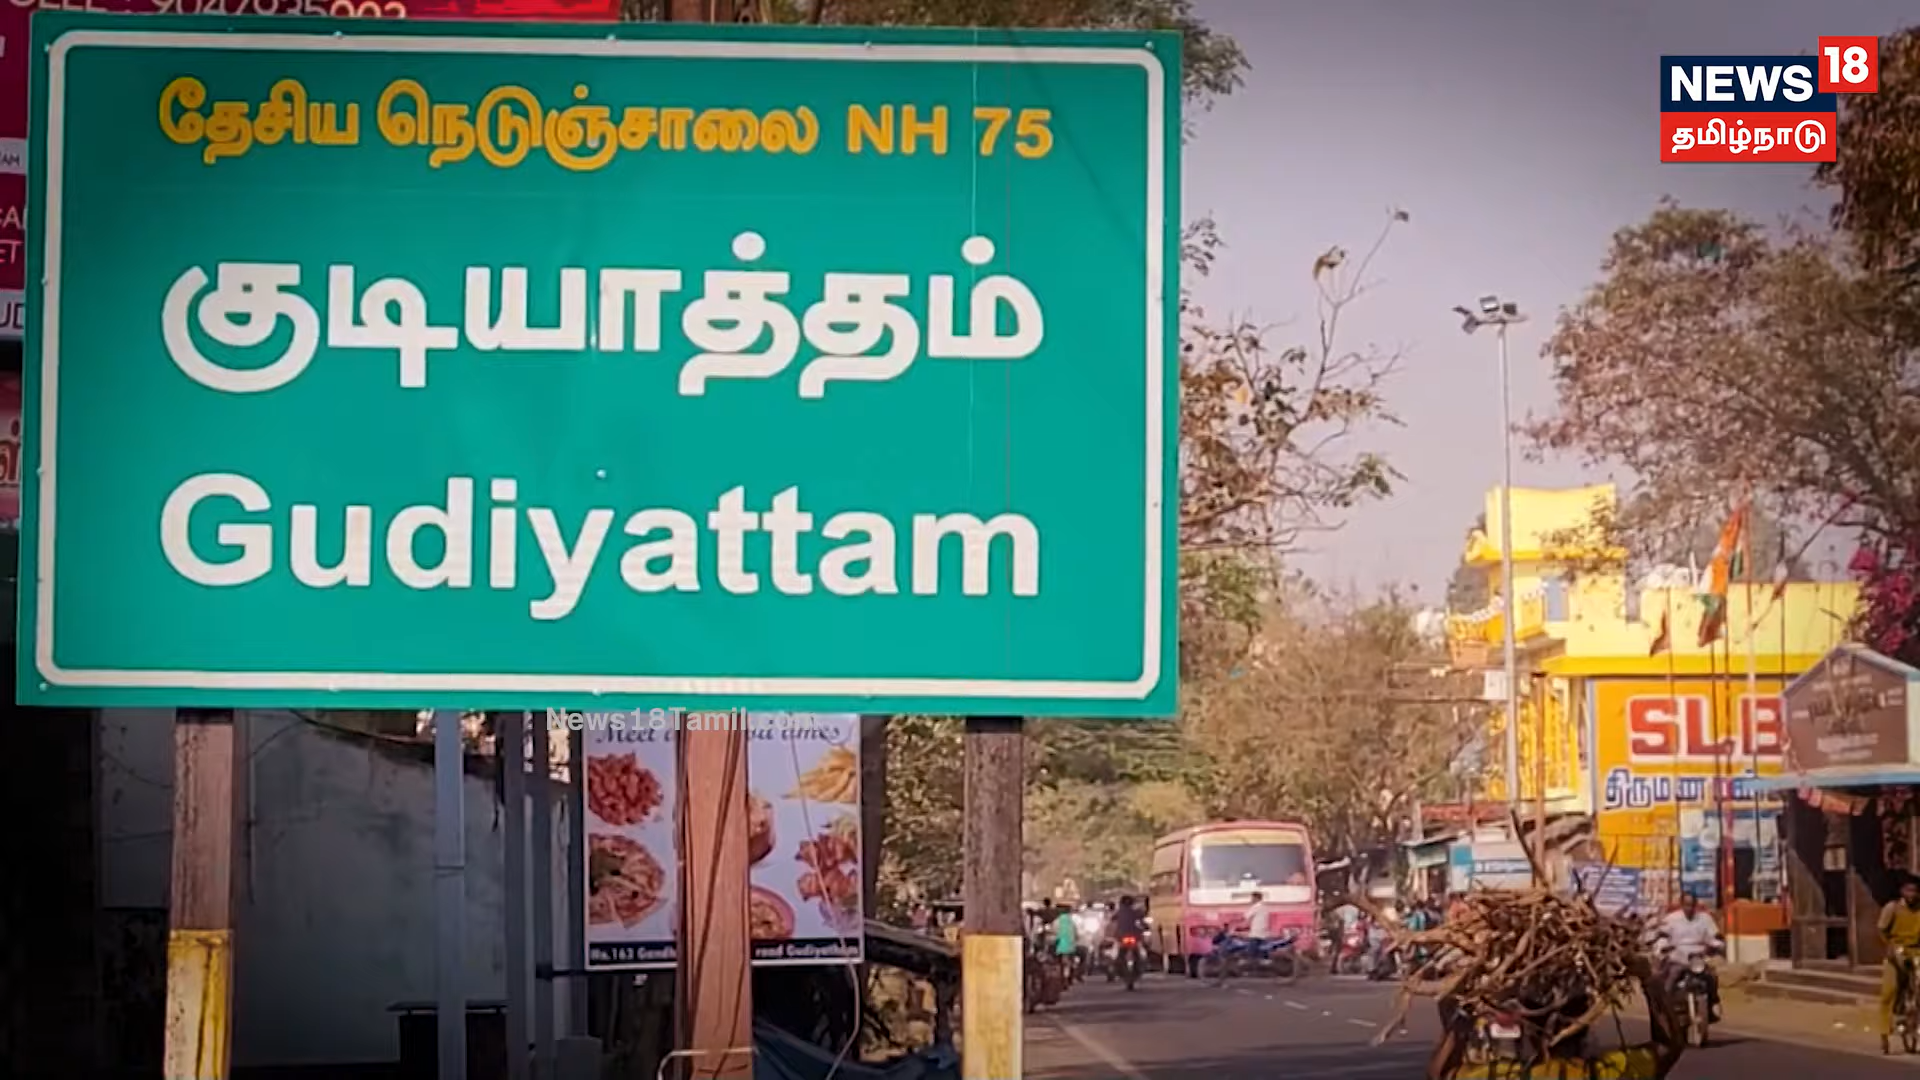 தேசிய நெடுஞ்சாலை NH 75
குடியாத்தம்
Gudiyattam
NEWS 18
தமிழ்நாடு
News18Tamil.com
SLB